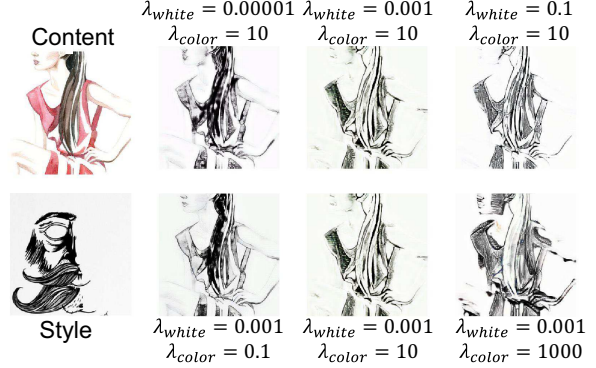 Content
λ_white = 0.00001
λ_color = 10
λ_white = 0.001
λ_color = 10
λ_white = 0.1
λ_color = 10
Style
λ_white = 0.001
λ_color = 0.1
λ_white = 0.001
λ_color = 10
λ_white = 0.001
λ_color = 1000